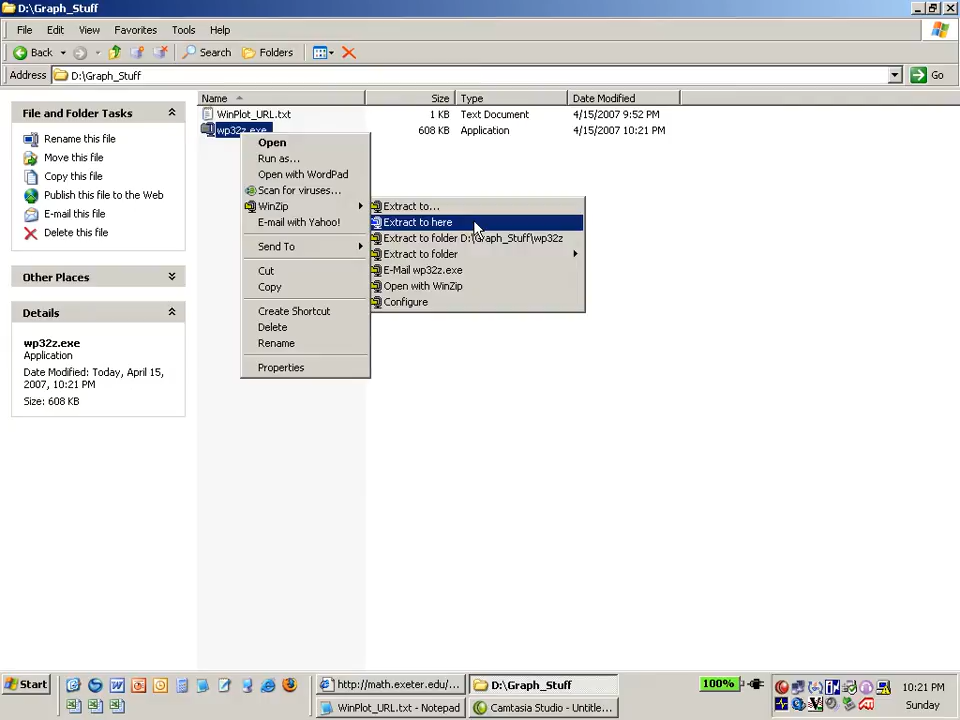 D:\Graph_Stuff
File Edit View Favorites Tools Help
Back Search Folders
Address D:\Graph_Stuff Go
File and Folder Tasks
Rename this file
Move this file
Copy this file
Publish this file to the Web
E-mail this file
Delete this file
Other Places
Details
wp32z.exe
Application
Date Modified: Today, April 15,
2007, 10:21 PM
Size: 608 KB
Name Size Type Date Modified
WinPlot_URL.txt 1 KB Text Document 4/15/2007 9:52 PM
wp32z.exe 608 KB Application 4/15/2007 10:21 PM
Open
Run as...
Open with WordPad
Scan for viruses...
WinZip
E-mail with Yahoo!
Send To
Cut
Copy
Create Shortcut
Delete
Rename
Properties
Extract to...
Extract to here
Extract to folder D:\Graph_Stuff\wp32z
Extract to folder
E-Mail wp32z.exe
Open with WinZip
Configure
Start http://math.exeter.edu/... D:\Graph_Stuff 100% 10:21 PM
WinPlot_URL.txt - Notepad Camtasia Studio - Untitle... Sunday